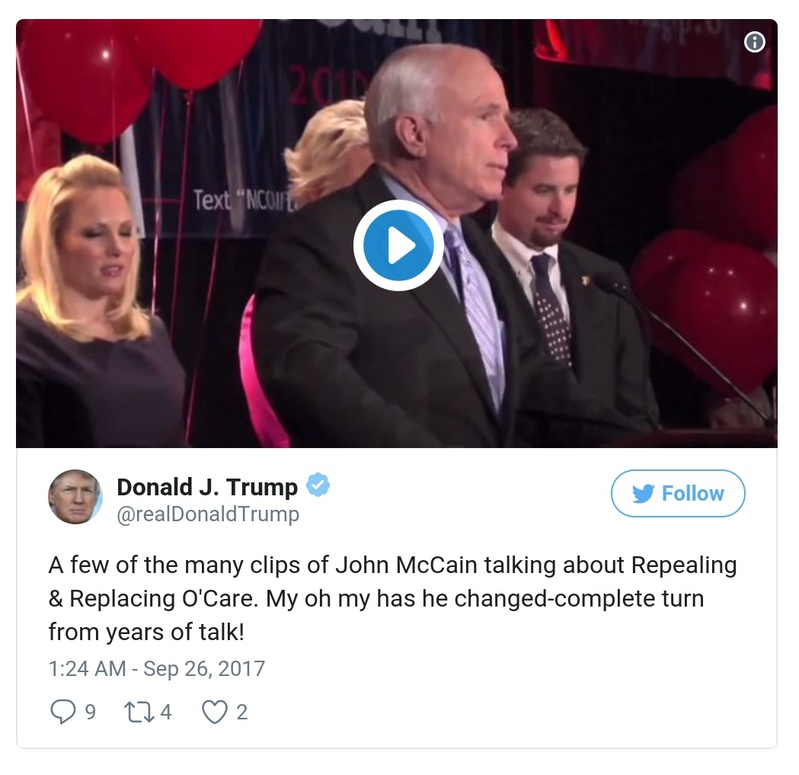 2010
Text "NC
Donald J. Trump
@realDonaldTrump
Follow
A few of the many clips of John McCain talking about Repealing
& Replacing O'Care. My oh my has he changed-complete turn
from years of talk!
1:24 AM - Sep 26, 2017
9 4 2